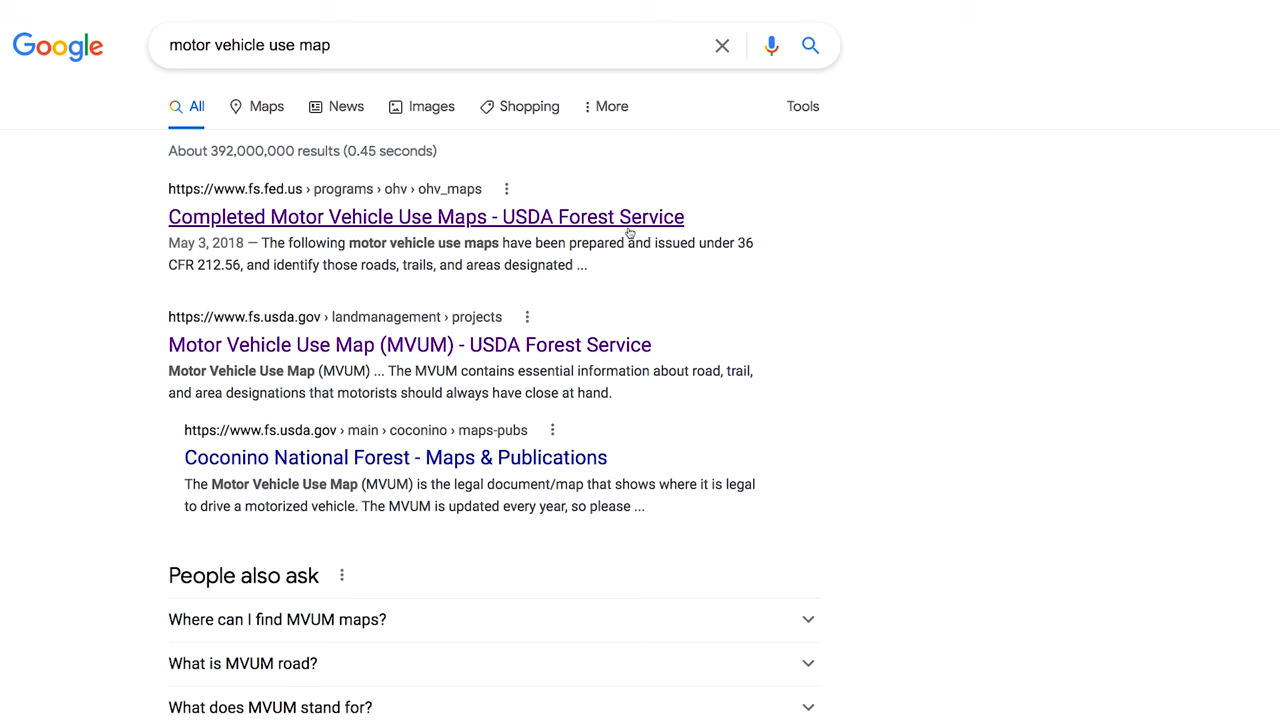 Google
motor vehicle use map
All Maps News Images Shopping More Tools
About 392,000,000 results (0.45 seconds)
https://www.fs.fed.us › programs › ohv › ohv_maps
Completed Motor Vehicle Use Maps - USDA Forest Service
May 3, 2018 — The following motor vehicle use maps have been prepared and issued under 36
CFR 212.56, and identify those roads, trails, and areas designated ...
https://www.fs.usda.gov › landmanagement › projects
Motor Vehicle Use Map (MVUM) - USDA Forest Service
Motor Vehicle Use Map (MVUM) ... The MVUM contains essential information about road, trail,
and area designations that motorists should always have close at hand.
https://www.fs.usda.gov › main › coconino › maps-pubs
Coconino National Forest - Maps & Publications
The Motor Vehicle Use Map (MVUM) is the legal document/map that shows where it is legal
to drive a motorized vehicle. The MVUM is updated every year, so please ...
People also ask
Where can I find MVUM maps?
What is MVUM road?
What does MVUM stand for?